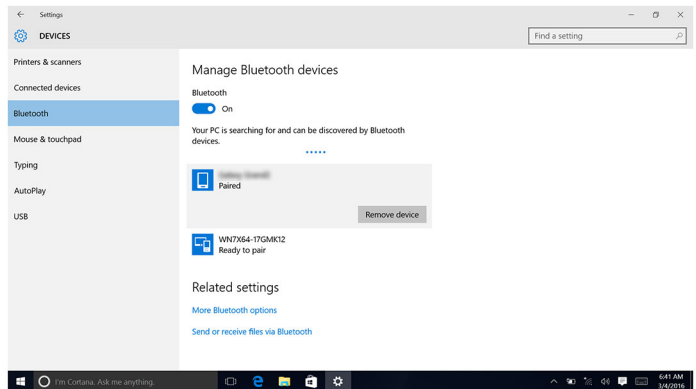 Settings
DEVICES
Find a setting
Printers & scanners
Connected devices
Bluetooth
Mouse & touchpad
Typing
AutoPlay
USB
Manage Bluetooth devices
Bluetooth
On
Your PC is searching for and can be discovered by Bluetooth
devices.
Paired
Remove device
WN7X64-17GMK12
Ready to pair
Related settings
More Bluetooth options
Send or receive files via Bluetooth
I'm Cortana. Ask me anything.
6:41 AM
3/4/2016